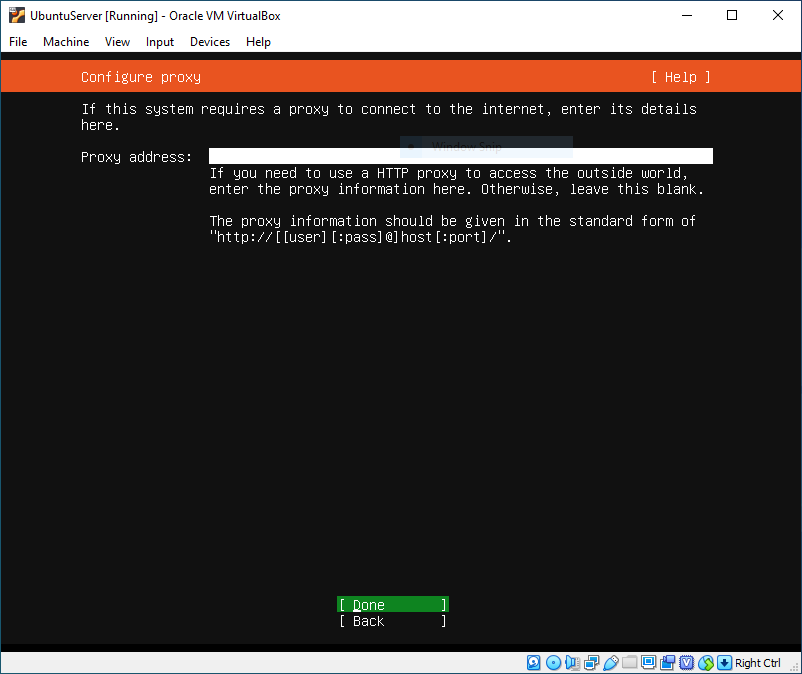 UbuntuServer [Running] - Oracle VM VirtualBox
File Machine View Input Devices Help
Configure proxy [ Help ]
If this system requires a proxy to connect to the internet, enter its details
here.
Window Snip
Proxy address:
If you need to use a HTTP proxy to access the outside world,
enter the proxy information here. Otherwise, leave this blank.
The proxy information should be given in the standard form of
"http://[[user][:pass]@]host[:port]/".
[ Done ]
[ Back ]
Right Ctrl